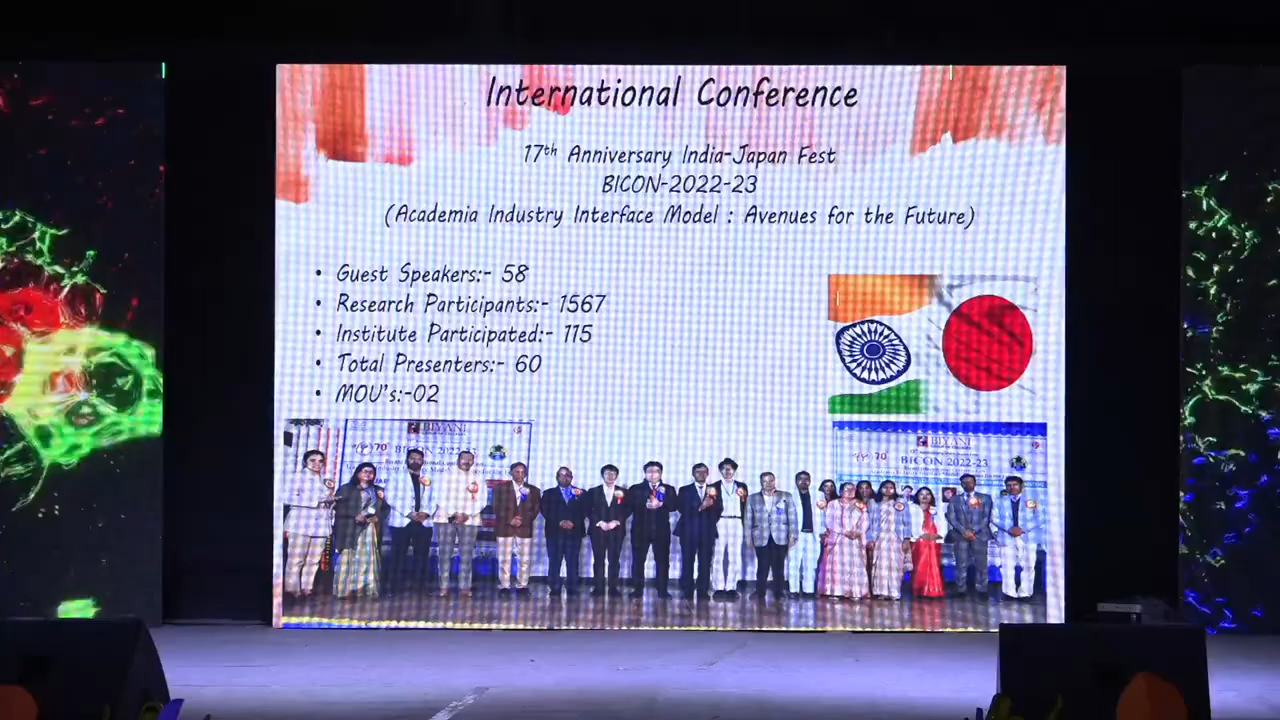 International Conference
17th Anniversary India-Japan Fest
BICON-2022-23
(Academia Industry Interface Model : Avenues for the Future)
• Guest Speakers:- 58
• Research Participants:- 1567
• Institute Participated:- 115
• Total Presenters:- 60
• MOU's:-02
BIYANI
70
BICON 2022-23
BIYANI
70
BICON 2022-23